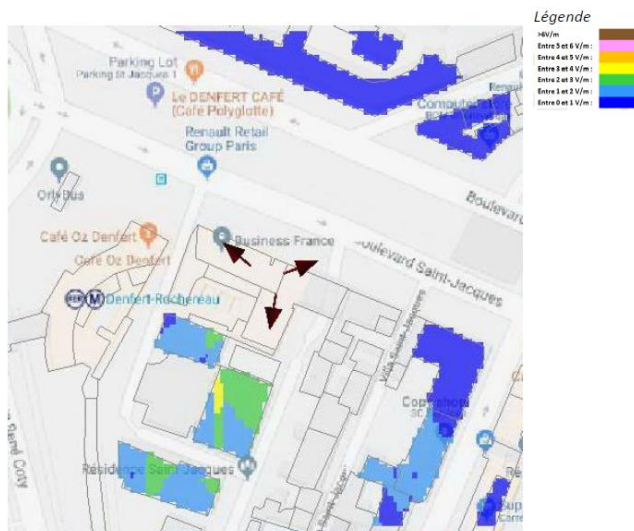 Légende
>6V/m
Entre 5 et 6 V/m :
Entre 4 et 5 V/m :
Entre 3 et 4 V/m :
Entre 2 et 3 V/m :
Entre 1 et 2 V/m :
Entre 0 et 1 V/m :
Parking Lot
Parking St Jacques 1
Le DENFERT CAFÉ
(Café Polyglotte)
Renault Retail
Group Paris
OrlyBus
Boulevard
Café Oz Denfert
Business France
Café Oz Denfert
Boulevard Saint-Jacques
Denfert-Rochereau
Villa Saint-Jacques
Copyshop
Résidence Saint-Jacques
René Coty